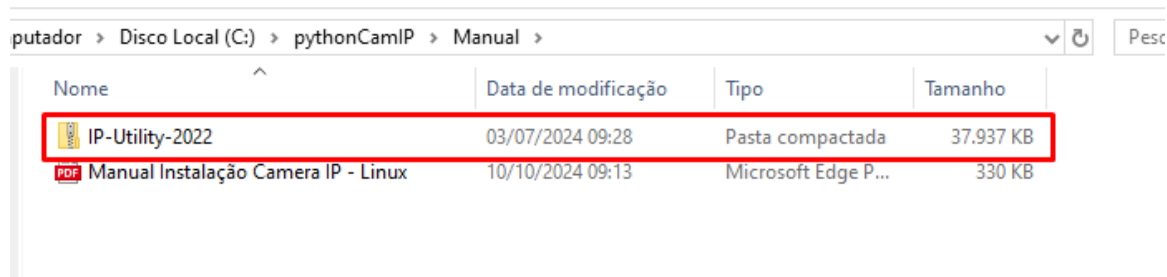 putador > Disco Local (C:) > pythonCamIP > Manual >
Nome Data de modificação Tipo Tamanho
IP-Utility-2022 03/07/2024 09:28 Pasta compactada 37.937 KB
PDF Manual Instalação Camera IP - Linux 10/10/2024 09:13 Microsoft Edge P... 330 KB